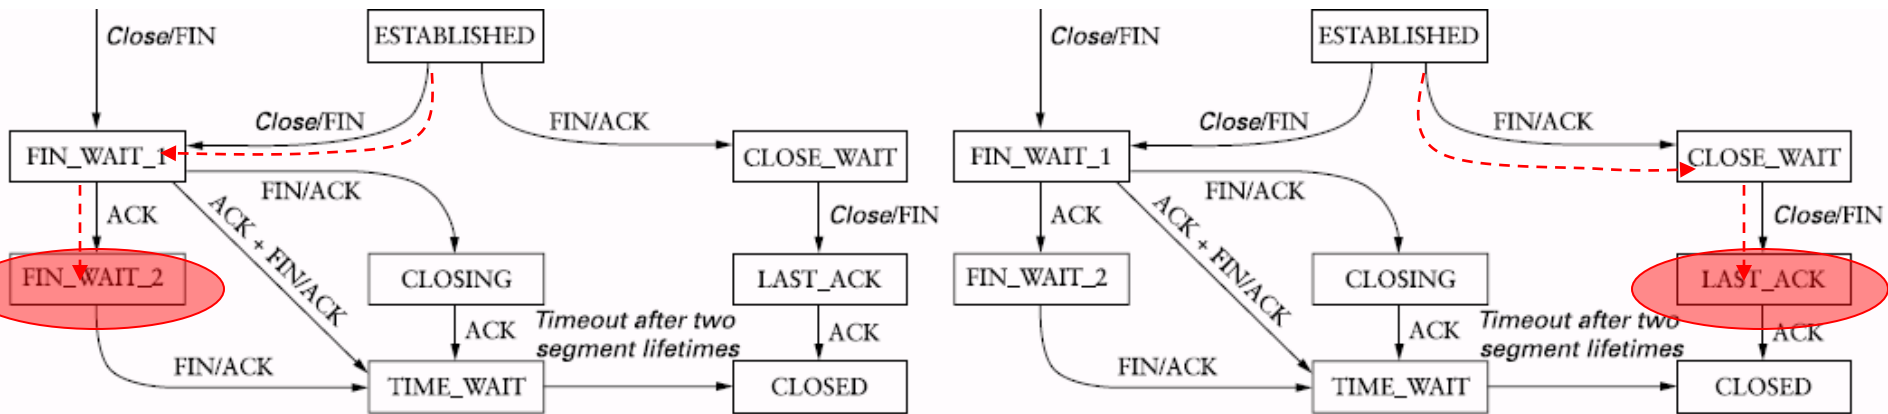 Close/FIN
ESTABLISHED
Close/FIN
FIN/ACK
FIN_WAIT_1
CLOSE_WAIT
FIN/ACK
ACK
ACK + FIN/ACK
Close/FIN
FIN_WAIT_2
CLOSING
LAST_ACK
ACK
Timeout after two
segment lifetimes
ACK
FIN/ACK
TIME_WAIT
CLOSED
Close/FIN
ESTABLISHED
Close/FIN
FIN/ACK
FIN_WAIT_1
CLOSE_WAIT
FIN/ACK
ACK
ACK + FIN/ACK
Close/FIN
FIN_WAIT_2
CLOSING
LAST_ACK
ACK
Timeout after two
segment lifetimes
ACK
FIN/ACK
TIME_WAIT
CLOSED